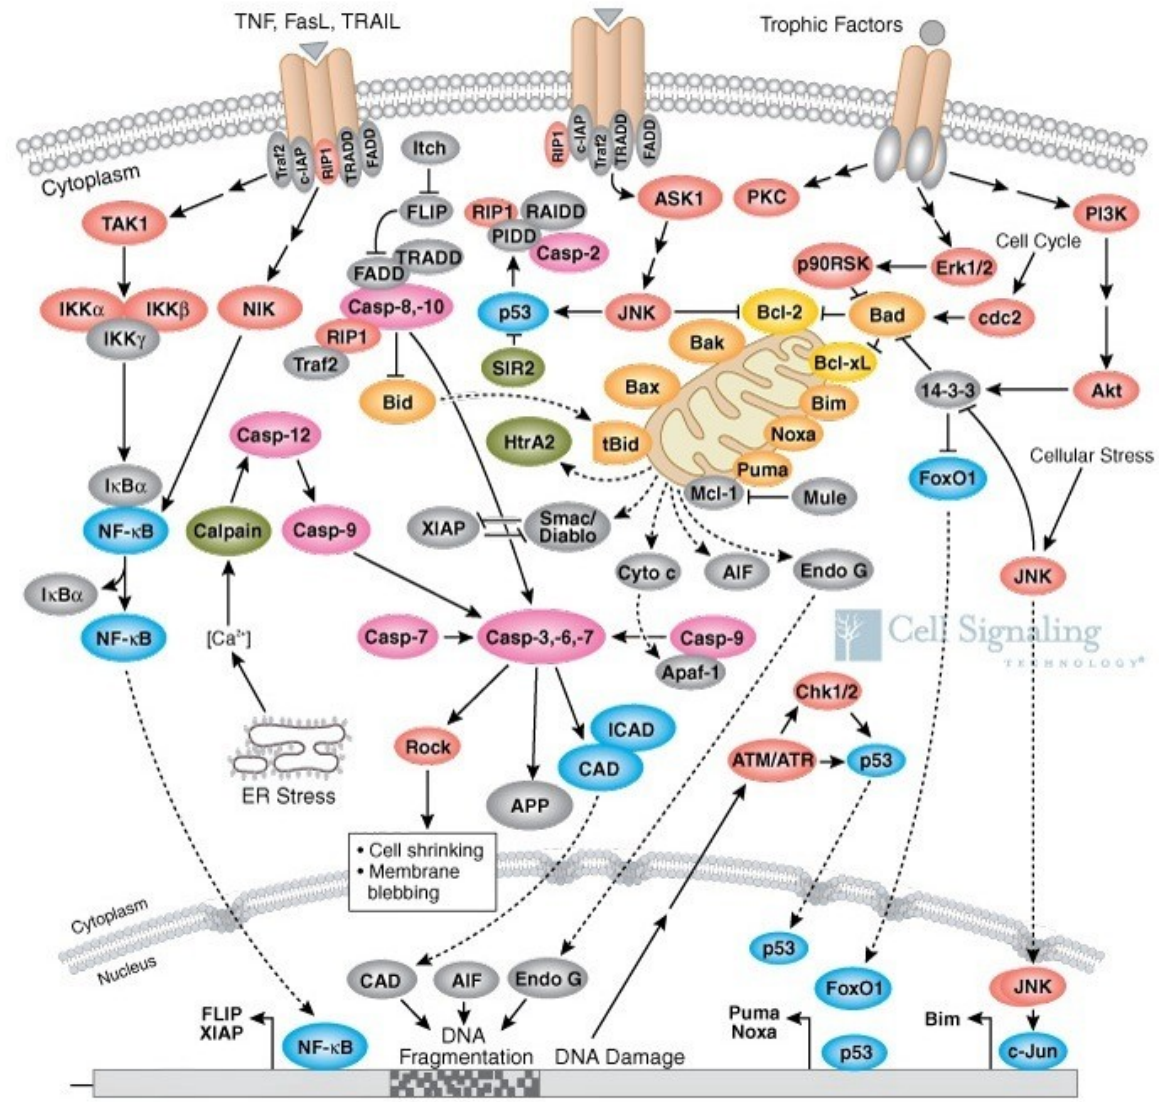 TNF, FasL, TRAIL
Trophic Factors
Cytoplasm
Traf2
c-IAP
RIP1
TRADD
FADD
Itch
RIP1
c-IAP
Traf2
TRADD
FADD
TAK1
FLIP
RIP1
RAIDD
PIDD
Casp-2
ASK1
PKC
PI3K
Cell Cycle
TRADD
FADD
p90RSK
Erk1/2
IKKα
IKKβ
IKKγ
NIK
Casp-8,-10
RIP1
Traf2
p53
JNK
Bcl-2
Bad
cdc2
Bak
Bcl-xL
SIR2
Bid
Bax
Bim
14-3-3
Akt
Casp-12
HtrA2
tBid
Noxa
Puma
Mcl-1
Mule
FoxO1
Cellular Stress
IκBα
NF-κB
Calpain
Casp-9
XIAP
Smac/
Diablo
Cyto c
AIF
Endo G
JNK
IκBα
NF-κB
[Ca²⁺]
Casp-7
Casp-3,-6,-7
Casp-9
Apaf-1
Cell Signaling
TECHNOLOGY®
Chk1/2
ICAD
CAD
Rock
ATM/ATR
p53
ER Stress
APP
• Cell shrinking
• Membrane
blebbing
Cytoplasm
Nucleus
p53
CAD
AIF
Endo G
FoxO1
JNK
FLIP
XIAP
NF-κB
DNA
Fragmentation
DNA Damage
Puma
Noxa
p53
Bim
c-Jun